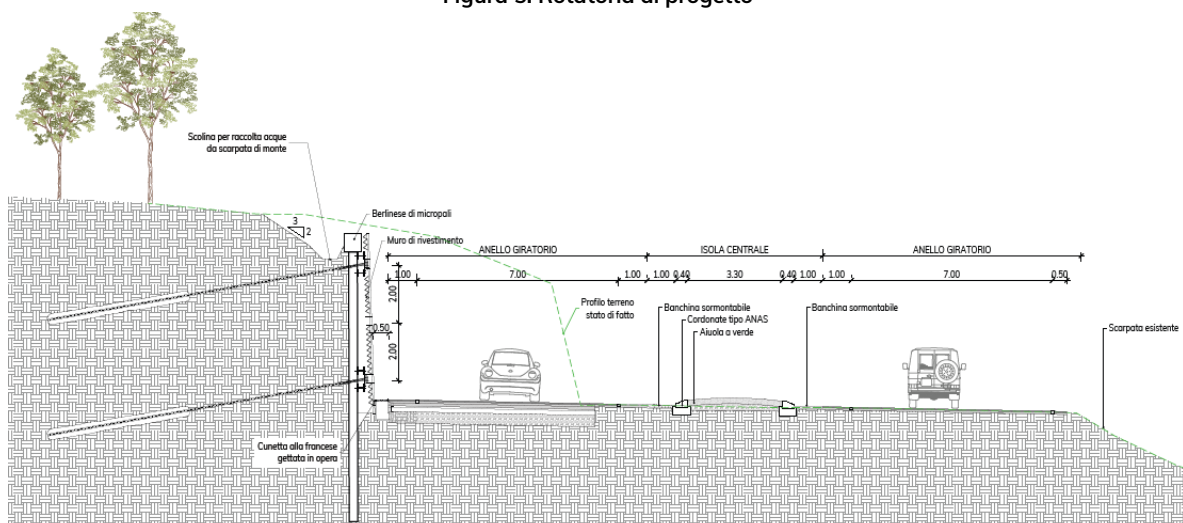 Figura 3. Rotatoria di progetto
Scolina per raccolta acque
da scarpata di monte
3
2
Berlinese di micropali
Muro di rivestimento
ANELLO GIRATORIO
ISOLA CENTRALE
ANELLO GIRATORIO
1.00
7.00
1.00
1.00
0.40
3.30
0.40
1.00
1.00
7.00
0.50
2.00
0.50
2.00
Profilo terreno
stato di fatto
Banchina sormontabile
Cordonate tipo ANAS
Aiuola a verde
Banchina sormontabile
Scarpata esistente
Cunetta alla francese
gettata in opera